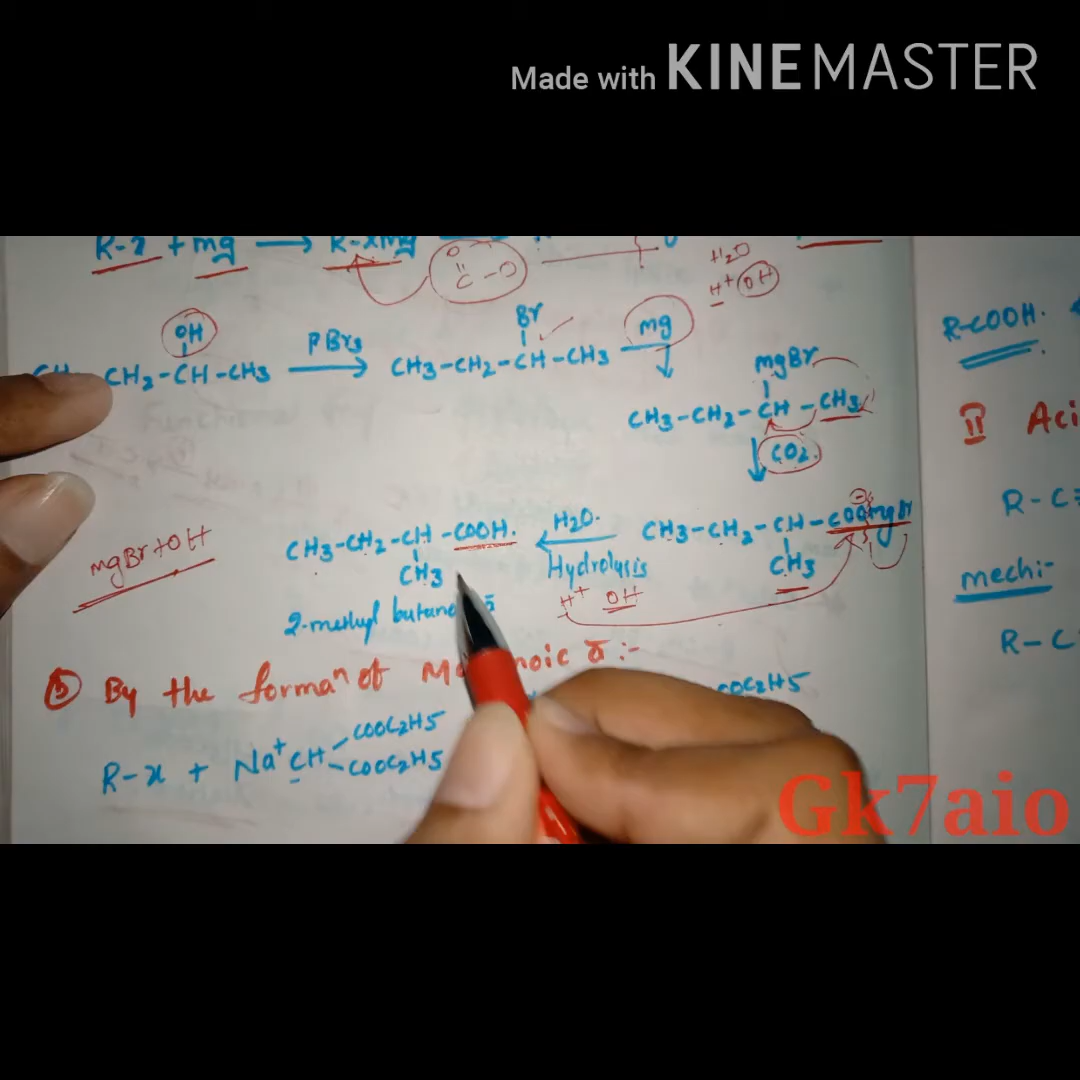 Made with KINEMASTER
R-x + mg → R-xmg
O
C - O
H2O
H+ OH
OH
CH2-CH-CH3 PBr3 → CH3-CH2-CH-CH3 mg
Br
mgBr
CH3-CH2-CH-CH3
CO2.
CH3-CH2-CH-COOmgBr
CH3
H2O.
Hydrolysis
H+ OH
CH3-CH2-CH-COOH.
CH3
2-methyl
mgBr+OH
⑤ By the formaⁿ of
R-x + Na+ CH
COOC2H5
COOC2H5
COOC2H5
R-COOH.
II Aci
R-C
mechi-
R-C
Gk7aio